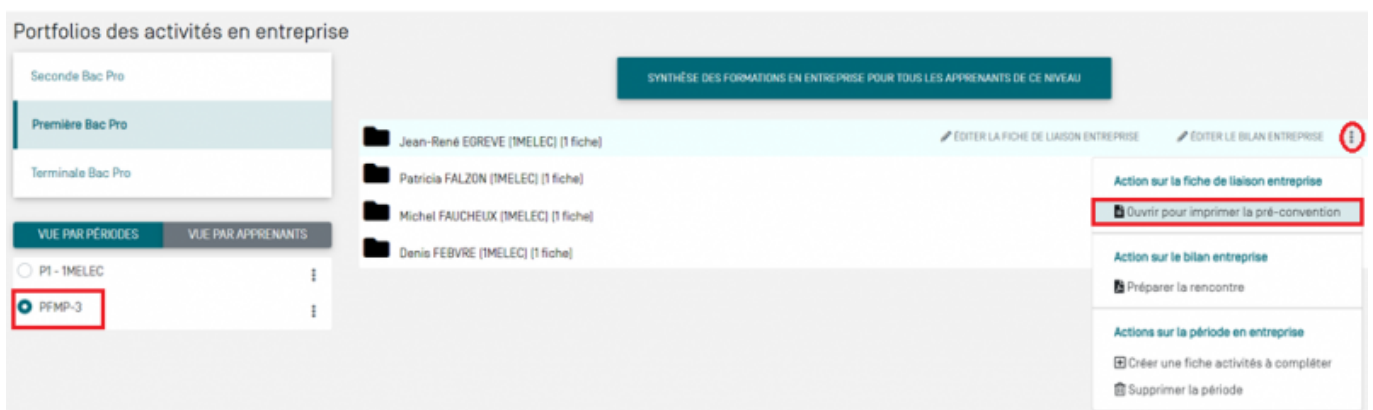 Portfolios des activités en entreprise
Seconde Bac Pro
Première Bac Pro
Terminale Bac Pro
VUE PAR PÉRIODES
VUE PAR APPRENANTS
P1 - 1MELEC
PFMP-3
SYNTHÈSE DES FORMATIONS EN ENTREPRISE POUR TOUS LES APPRENANTS DE CE NIVEAU
Jean-René EGREVE [1MELEC] [1 fiche]
ÉDITER LA FICHE DE LIAISON ENTREPRISE
ÉDITER LE BILAN ENTREPRISE
Patricia FALZON [1MELEC] [1 fiche]
Michel FAUCHEUX [1MELEC] [1 fiche]
Denis FEBVRE [1MELEC] [1 fiche]
Action sur la fiche de liaison entreprise
Ouvrir pour imprimer la pré-convention
Action sur le bilan entreprise
Préparer la rencontre
Actions sur la période en entreprise
Créer une fiche activités à compléter
Supprimer la période